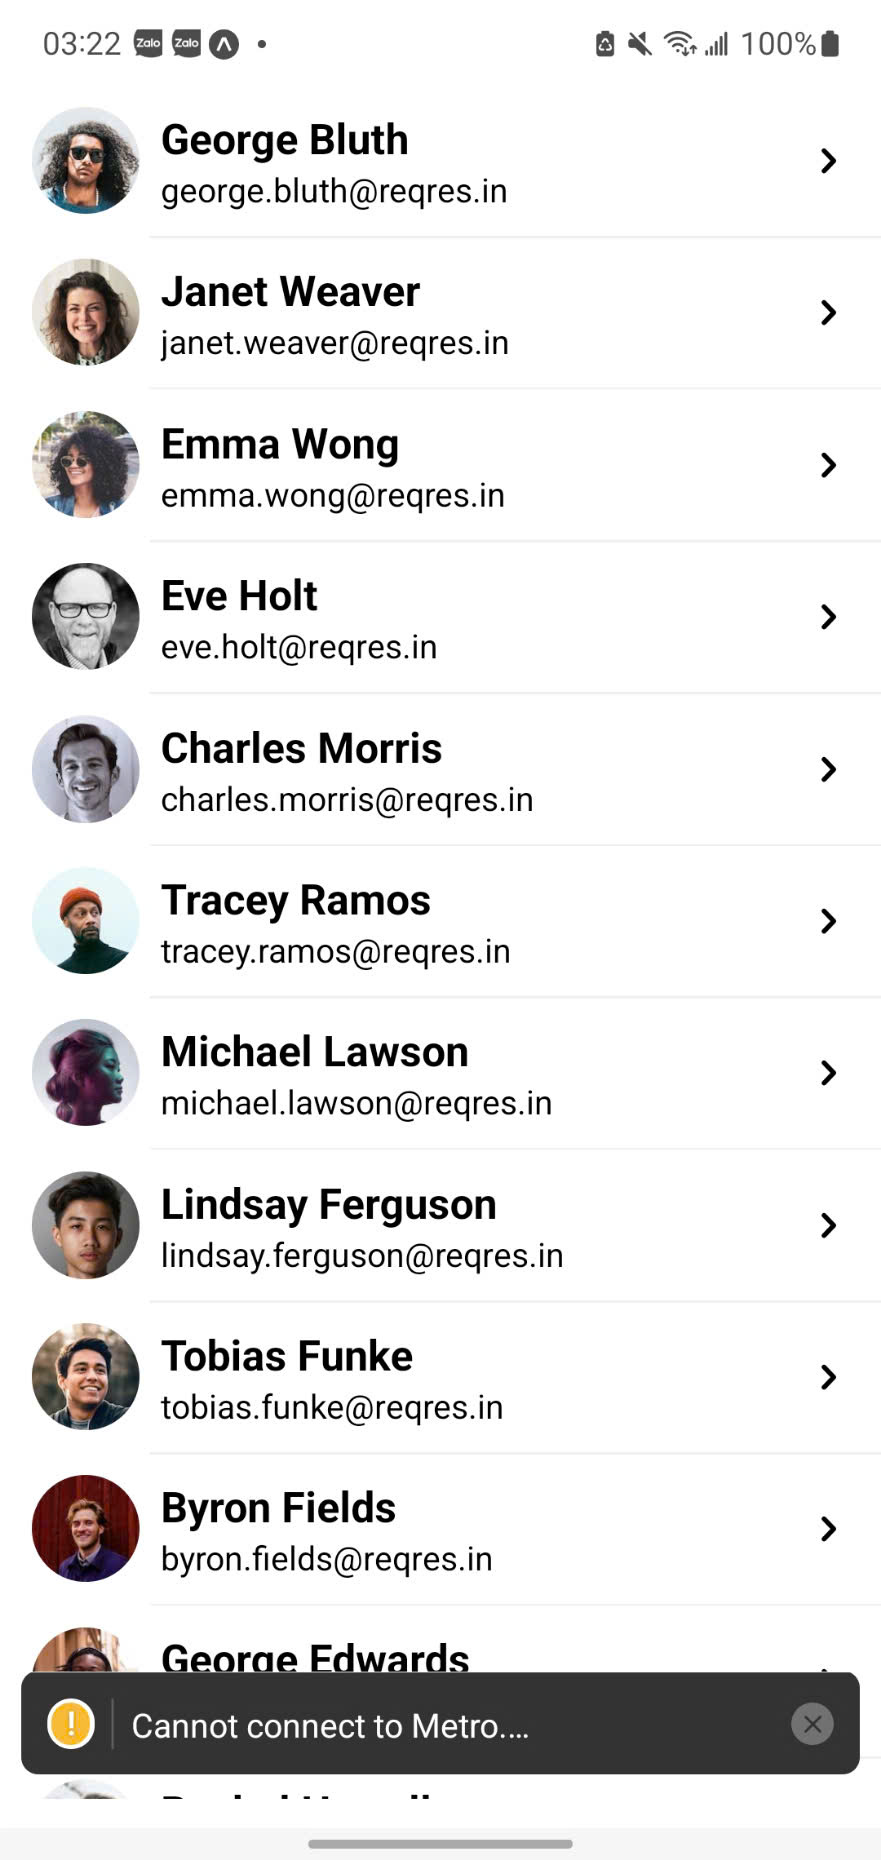 03:22 Zalo Zalo 100%
George Bluth
george.bluth@reqres.in
Janet Weaver
janet.weaver@reqres.in
Emma Wong
emma.wong@reqres.in
Eve Holt
eve.holt@reqres.in
Charles Morris
charles.morris@reqres.in
Tracey Ramos
tracey.ramos@reqres.in
Michael Lawson
michael.lawson@reqres.in
Lindsay Ferguson
lindsay.ferguson@reqres.in
Tobias Funke
tobias.funke@reqres.in
Byron Fields
byron.fields@reqres.in
George Edwards
Cannot connect to Metro....